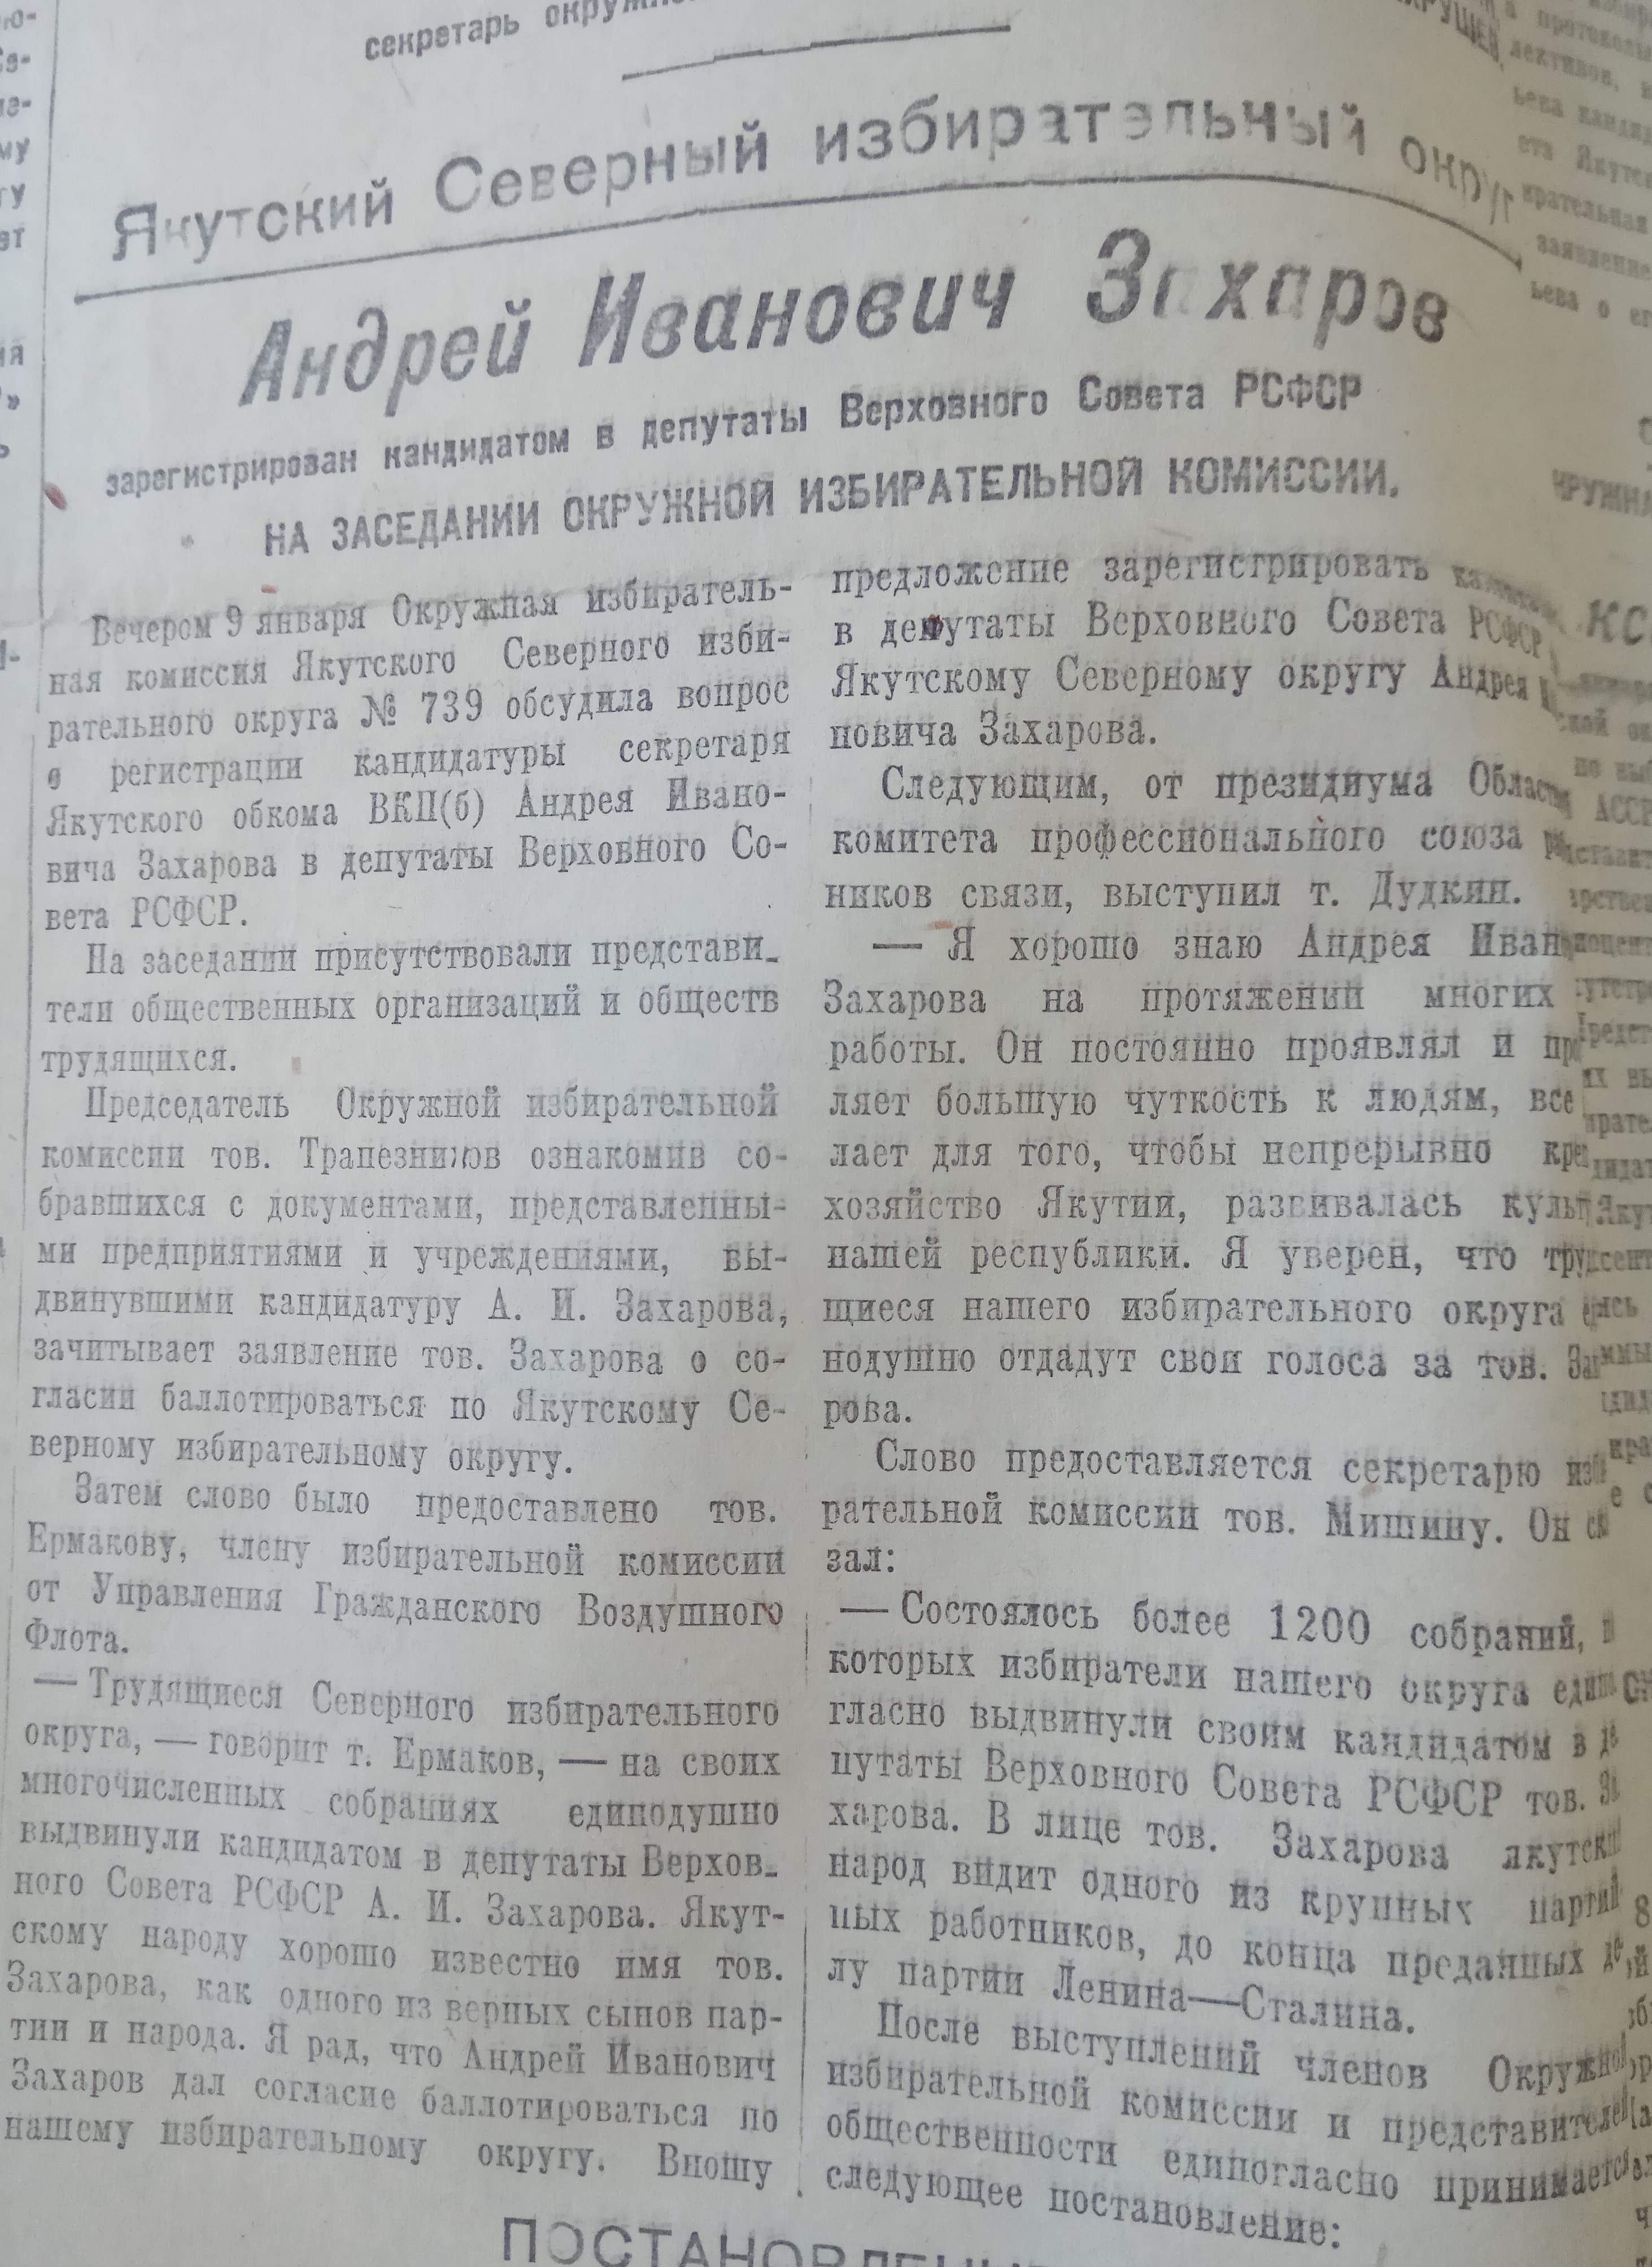 секретарь
Якутский Северный избирательный округ
Андрей Иванович Захаров
зарегистрирован кандидатом в депутаты Верховного Совета РСФСР
НА ЗАСЕДАНИИ ОКРУЖНОЙ ИЗБИРАТЕЛЬНОЙ КОМИССИИ.
Вечером 9 января Окружная избиратель-
ная комиссия Якутского Северного изби-
рательного округа № 739 обсудила вопрос
о регистрации кандидатуры секретаря
Якутского обкома ВКП(б) Андрея Ивано-
вича Захарова в депутаты Верховного Со-
вета РСФСР.
На заседании присутствовали представи-
тели общественных организаций и обществ
трудящихся.
Председатель Окружной избирательной
комиссии тов. Трапезников ознакомив со-
бравшихся с документами, представленны-
ми предприятиями и учреждениями, вы-
двинувшими кандидатуру А. И. Захарова,
зачитывает заявление тов. Захарова о со-
гласии баллотироваться по Якутскому Се-
верному избирательному округу.
Затем слово было предоставлено тов.
Ермакову, члену избирательной комиссии
от Управления Гражданского Воздушного
Флота.
— Трудящиеся Северного избирательного
округа, — говорит т. Ермаков, — на своих
многочисленных собраниях единодушно
выдвинули кандидатом в депутаты Верхов-
ного Совета РСФСР А. И. Захарова. Якут-
скому народу хорошо известно имя тов.
Захарова, как одного из верных сынов пар-
тии и народа. Я рад, что Андрей Иванович
Захаров дал согласие баллотироваться по
нашему избирательному округу. Вношу
предложение зарегистрировать
в депутаты Верховного Совета РСФСР
Якутскому Северному округу Андрея
новича Захарова.
Следующим, от президиума
комитета профессионального союза
ников связи, выступил т. Дудкин.
— Я хорошо знаю Андрея Иван
Захарова на протяжении многих
работы. Он постоянно проявлял и
ляет большую чуткость к людям, все
лает для того, чтобы непрерывно
хозяйство Якутии, развивалась
нашей республики. Я уверен, что
щиеся нашего избирательного округа
нодушно отдадут свои голоса за тов.
рова.
Слово предоставляется секретарю
рательной комиссии тов. Мишину. Он
зал:
— Состоялось более 1200 собраний,
которых избиратели нашего округа
гласно выдвинули своим кандидатом в
путаты Верховного Совета РСФСР тов.
харова. В лице тов. Захарова
народ видит одного из крупных
ных работников, до конца преданных
лу партии Ленина—Сталина.
После выступлений членов Окружной
избирательной комиссии и представителей
общественности единогласно принимается
следующее постановление: